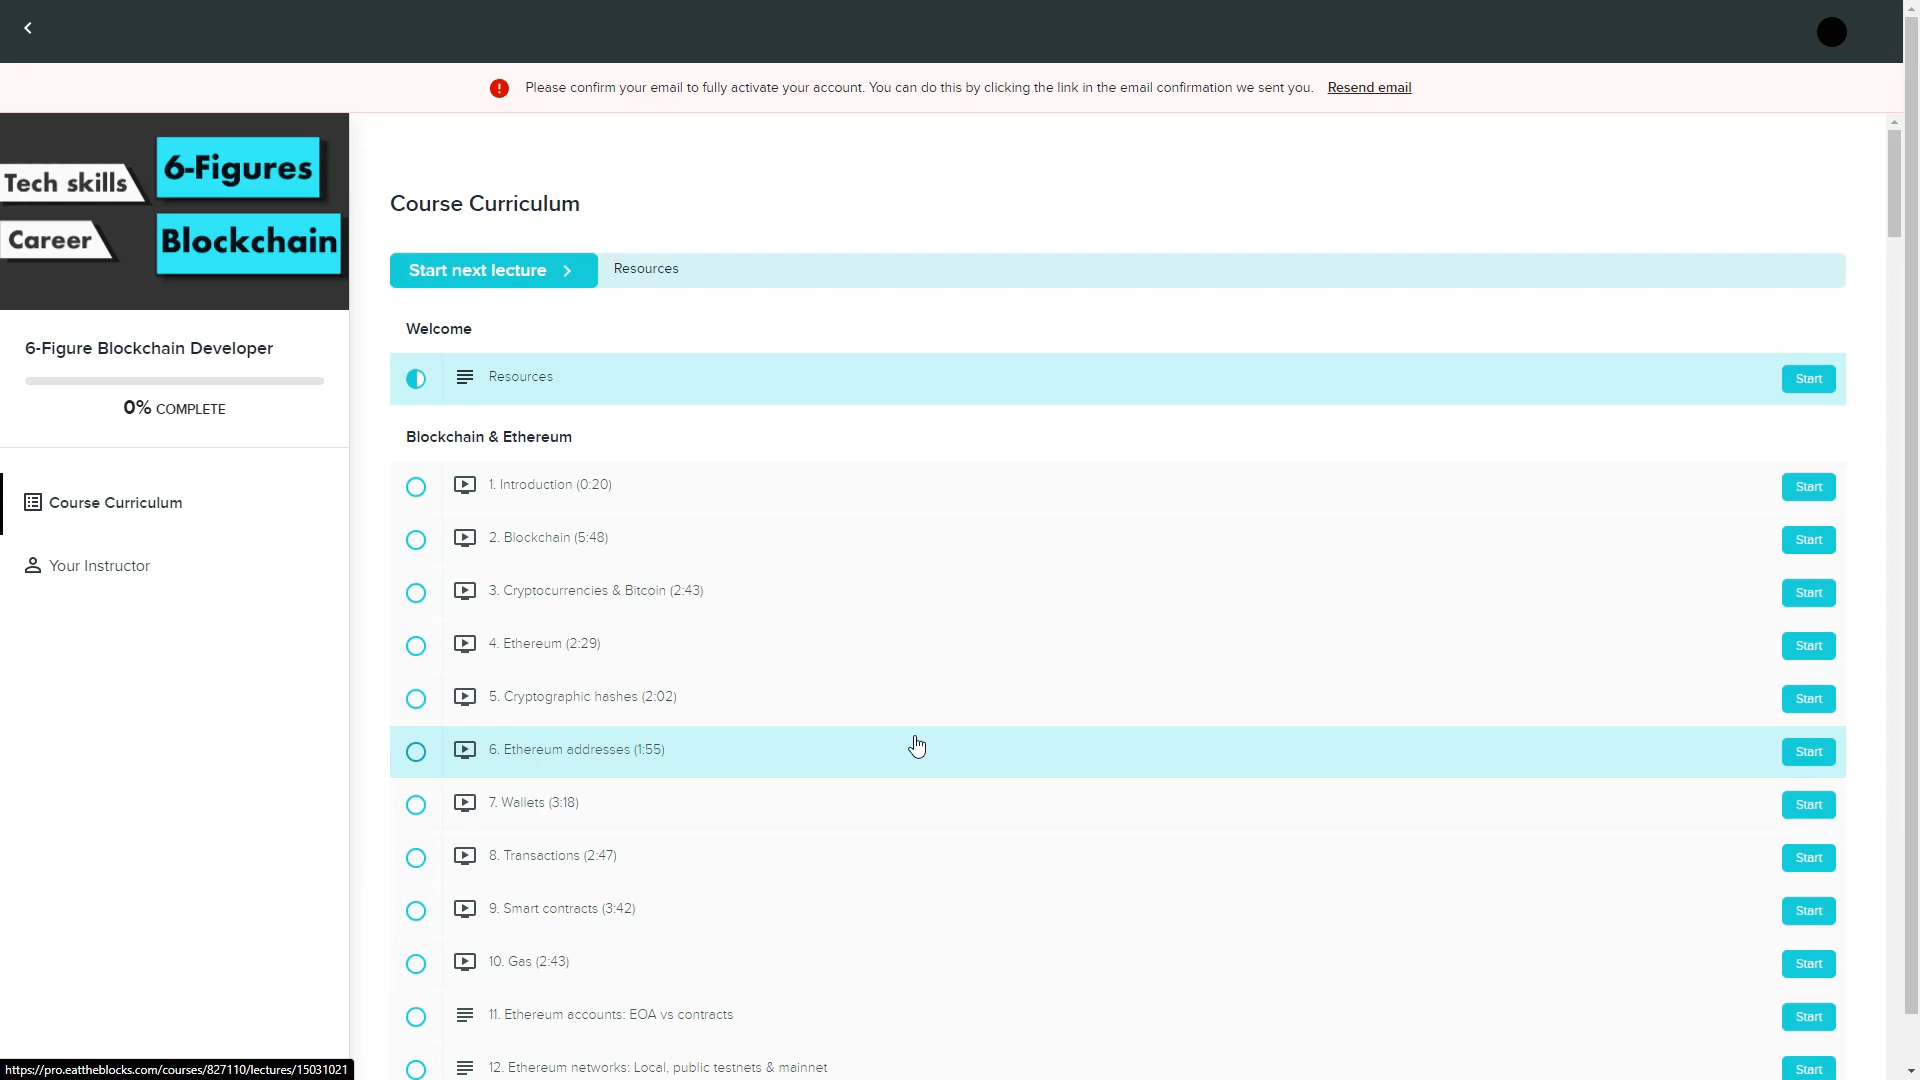 Please confirm your email to fully activate your account. You can do this by clicking the link in the email confirmation we sent you. Resend email
Tech skills
6-Figures
Career
Blockchain
6-Figure Blockchain Developer
0% COMPLETE
Course Curriculum
Your Instructor
Course Curriculum
Start next lecture Resources
Welcome
Resources Start
Blockchain & Ethereum
1. Introduction (0:20) Start
2. Blockchain (5:48) Start
3. Cryptocurrencies & Bitcoin (2:43) Start
4. Ethereum (2:29) Start
5. Cryptographic hashes (2:02) Start
6. Ethereum addresses (1:55) Start
7. Wallets (3:18) Start
8. Transactions (2:47) Start
9. Smart contracts (3:42) Start
10. Gas (2:43) Start
11. Ethereum accounts: EOA vs contracts Start
12. Ethereum networks: Local, public testnets & mainnet Start
https://pro.eattheblocks.com/courses/827110/lectures/15031021